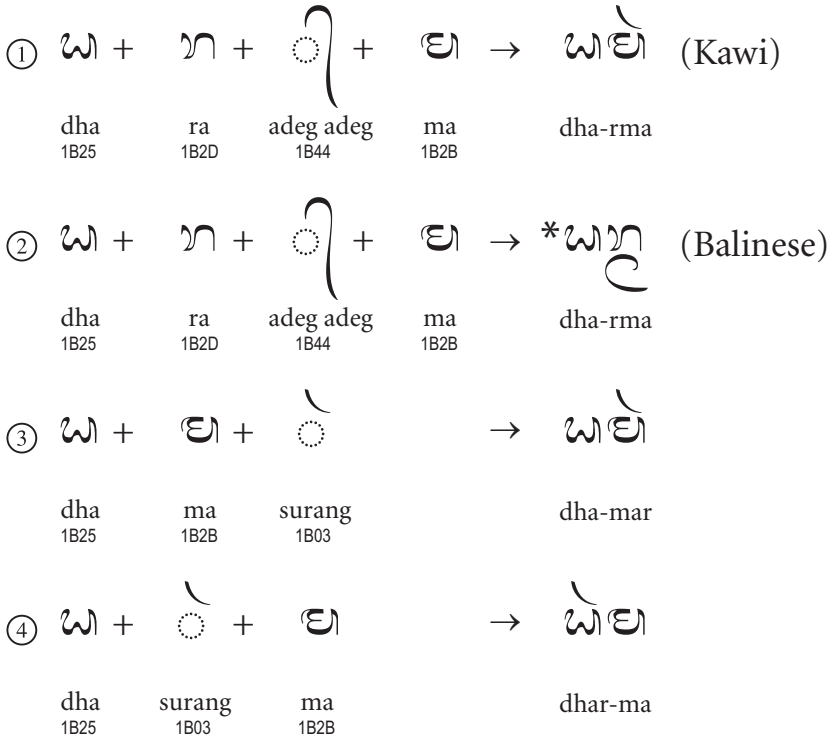 ① ᬥ + ᬭ + ◌᭄ + ᬫ → ᬥᬫᬃ (Kawi)
dha ra adeg adeg ma dha-rma
1B25 1B2D 1B44 1B2B
② ᬥ + ᬭ + ◌᭄ + ᬫ → *ᬥᬭ᭄ᬫ (Balinese)
dha ra adeg adeg ma dha-rma
1B25 1B2D 1B44 1B2B
③ ᬥ + ᬫ + ◌ᬃ → ᬥᬫᬃ
dha ma surang dha-mar
1B25 1B2B 1B03
④ ᬥ + ◌ᬃ + ᬫ → ᬥᬃᬫ
dha surang ma dhar-ma
1B25 1B03 1B2B